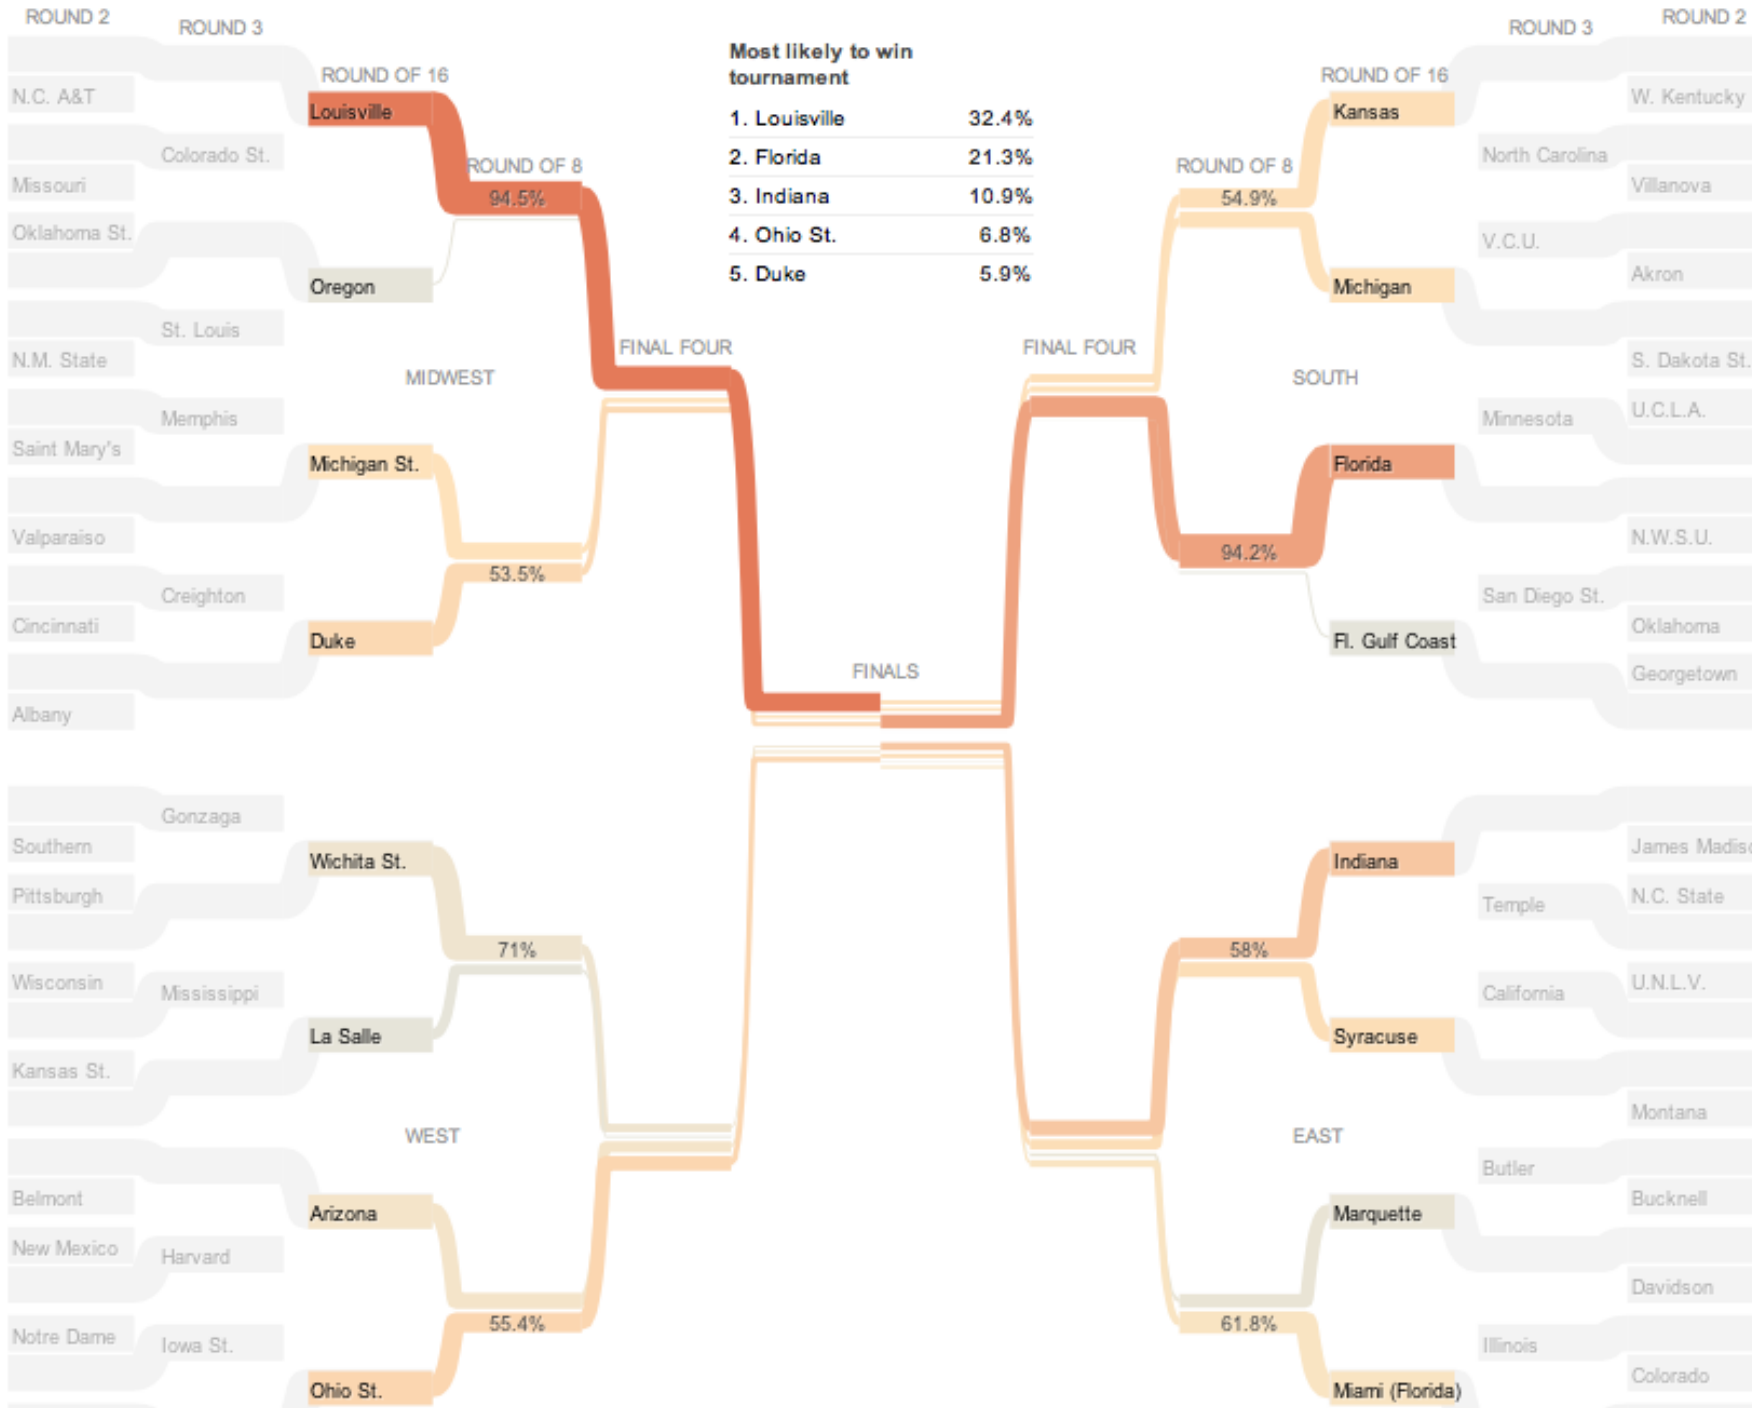 ROUND 2
ROUND 3
ROUND OF 16
ROUND OF 8
FINAL FOUR
MIDWEST
N.C. A&T
Missouri
Oklahoma St.
N.M. State
Saint Mary's
Valparaiso
Cincinnati
Albany
Colorado St.
St. Louis
Memphis
Creighton
Louisville
Oregon
Michigan St.
Duke
94.5%
53.5%
Most likely to win
tournament
1. Louisville 32.4%
2. Florida 21.3%
3. Indiana 10.9%
4. Ohio St. 6.8%
5. Duke 5.9%
ROUND 2
ROUND 3
ROUND OF 16
ROUND OF 8
FINAL FOUR
SOUTH
54.9%
94.2%
Kansas
Michigan
Florida
Fl. Gulf Coast
North Carolina
V.C.U.
Minnesota
San Diego St.
W. Kentucky
Villanova
Akron
S. Dakota St.
U.C.L.A.
N.W.S.U.
Oklahoma
Georgetown
FINALS
Southern
Pittsburgh
Wisconsin
Kansas St.
Belmont
New Mexico
Notre Dame
Gonzaga
Mississippi
Harvard
Iowa St.
Wichita St.
La Salle
WEST
Arizona
Ohio St.
71%
55.4%
58%
61.8%
Indiana
Syracuse
EAST
Marquette
Miami (Florida)
Temple
California
Butler
Illinois
James Madisc
N.C. State
U.N.L.V.
Montana
Bucknell
Davidson
Colorado